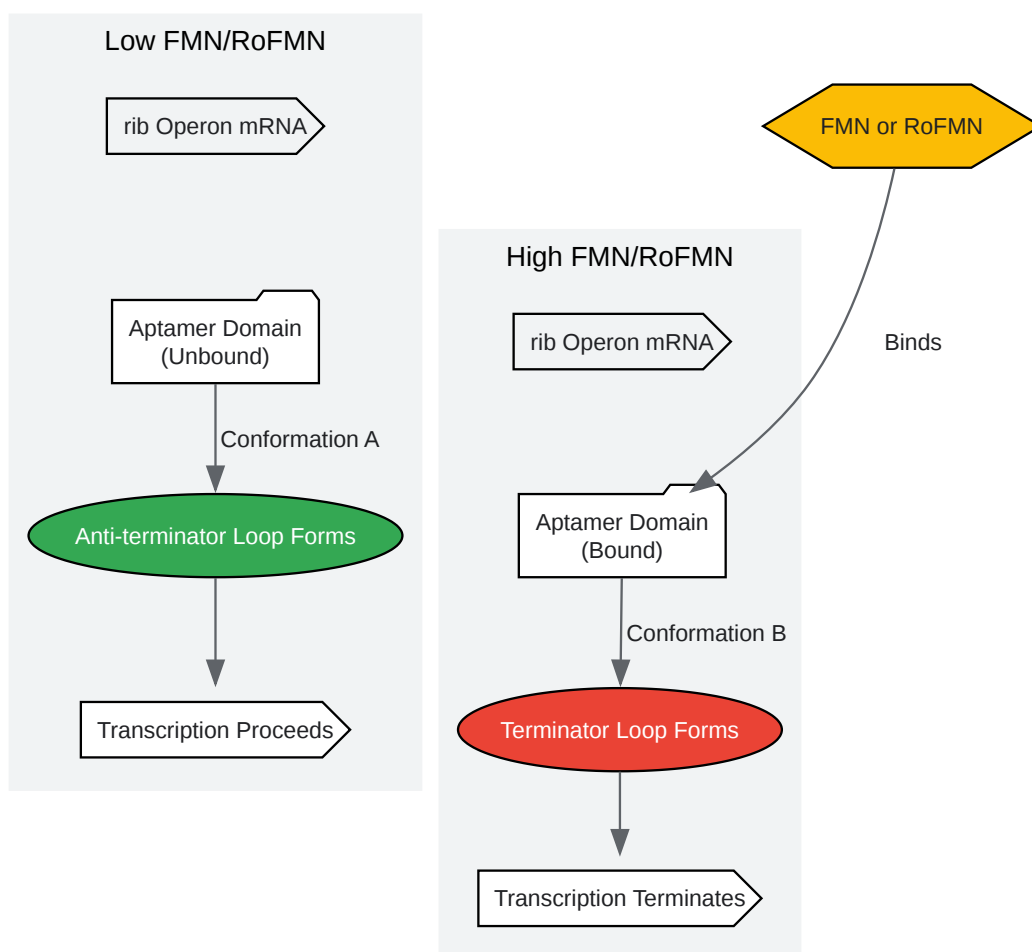 Low FMN/RoFMN
rib Operon mRNA
Aptamer Domain
(Unbound)
Conformation A
Anti-terminator Loop Forms
Transcription Proceeds
FMN or RoFMN
Binds
High FMN/RoFMN
rib Operon mRNA
Aptamer Domain
(Bound)
Conformation B
Terminator Loop Forms
Transcription Terminates